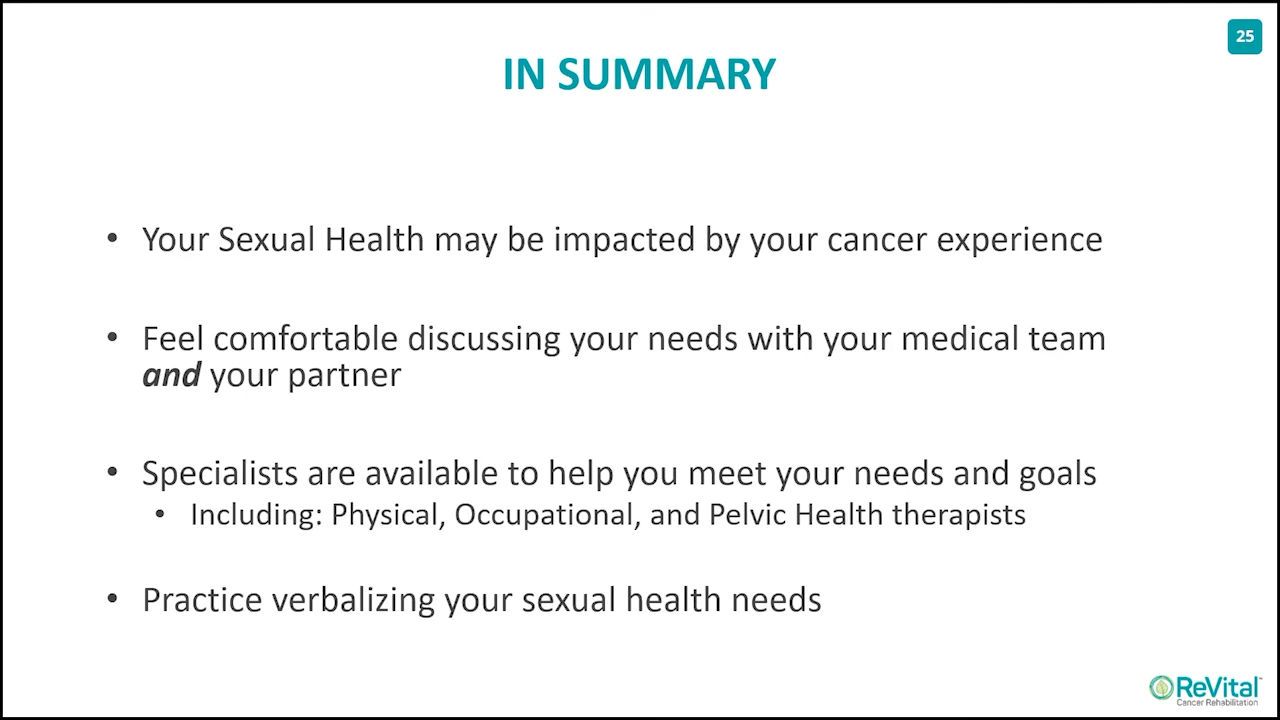 25
IN SUMMARY
• Your Sexual Health may be impacted by your cancer experience
• Feel comfortable discussing your needs with your medical team
and your partner
• Specialists are available to help you meet your needs and goals
• Including: Physical, Occupational, and Pelvic Health therapists
• Practice verbalizing your sexual health needs
ReVital™
Cancer Rehabilitation